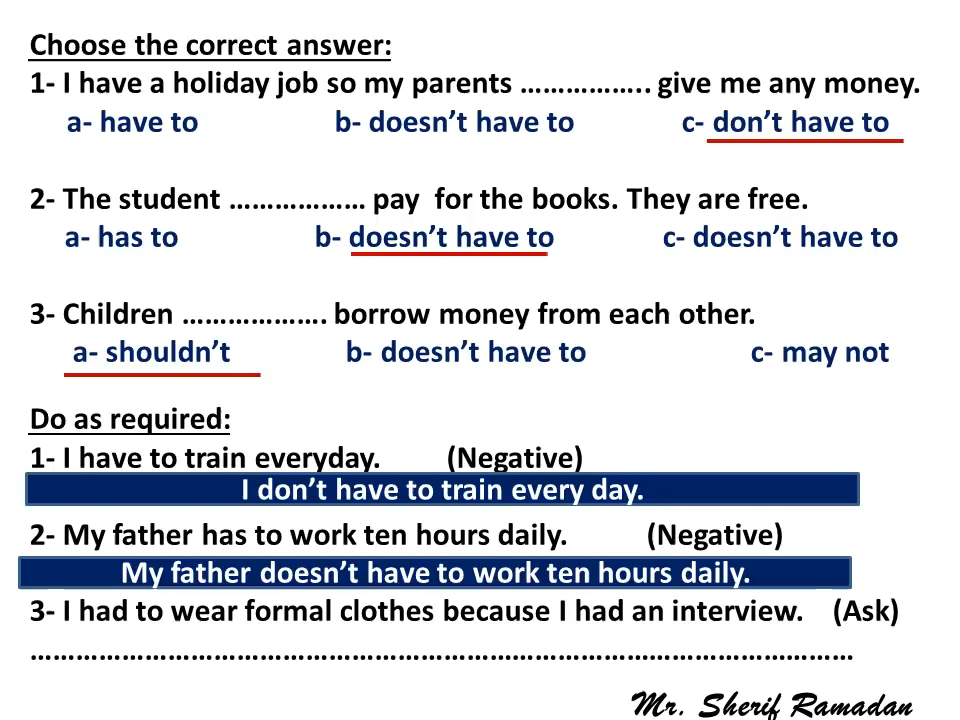 Choose the correct answer:
1- I have a holiday job so my parents …………….. give me any money.
a- have to b- doesn’t have to c- don’t have to
2- The student ……………… pay for the books. They are free.
a- has to b- doesn’t have to c- doesn’t have to
3- Children ………………. borrow money from each other.
a- shouldn’t b- doesn’t have to c- may not
Do as required:
1- I have to train everyday. (Negative)
I don’t have to train every day.
2- My father has to work ten hours daily. (Negative)
My father doesn’t have to work ten hours daily.
3- I had to wear formal clothes because I had an interview. (Ask)
………………………………………………………………………………………………
Mr. Sherif Ramadan